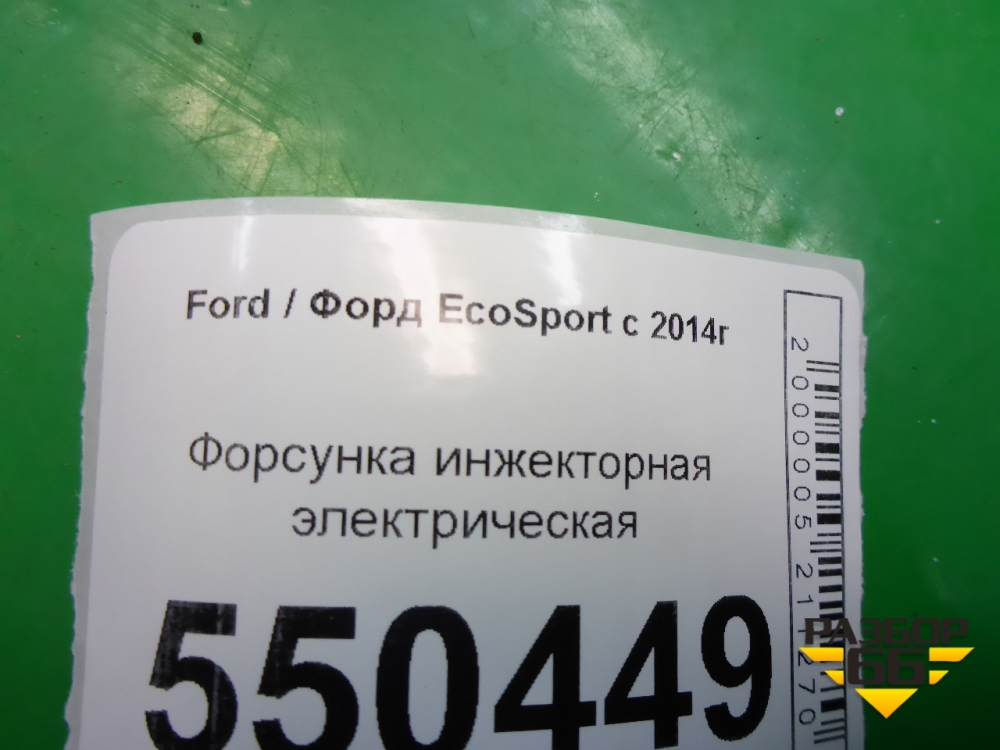 Ford / Форд EcoSport с 2014г
Форсунка инжекторная
электрическая
550449
2000005211270
РАЗБОР
66